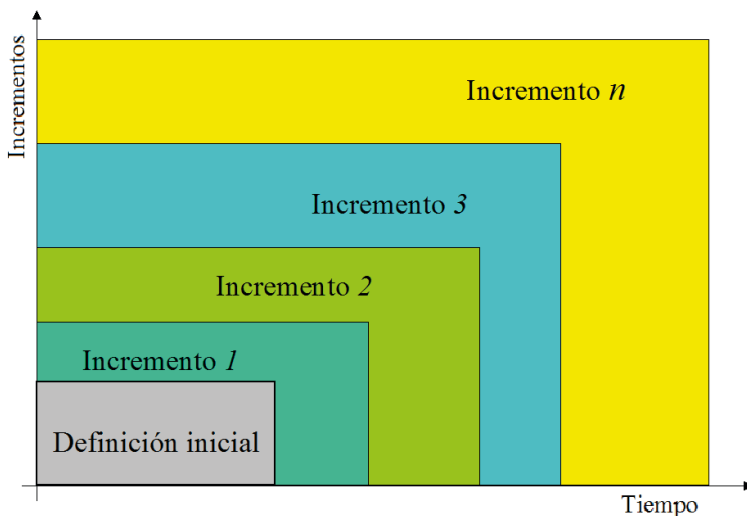 Incrementos
Incremento n
Incremento 3
Incremento 2
Incremento 1
Definición inicial
Tiempo